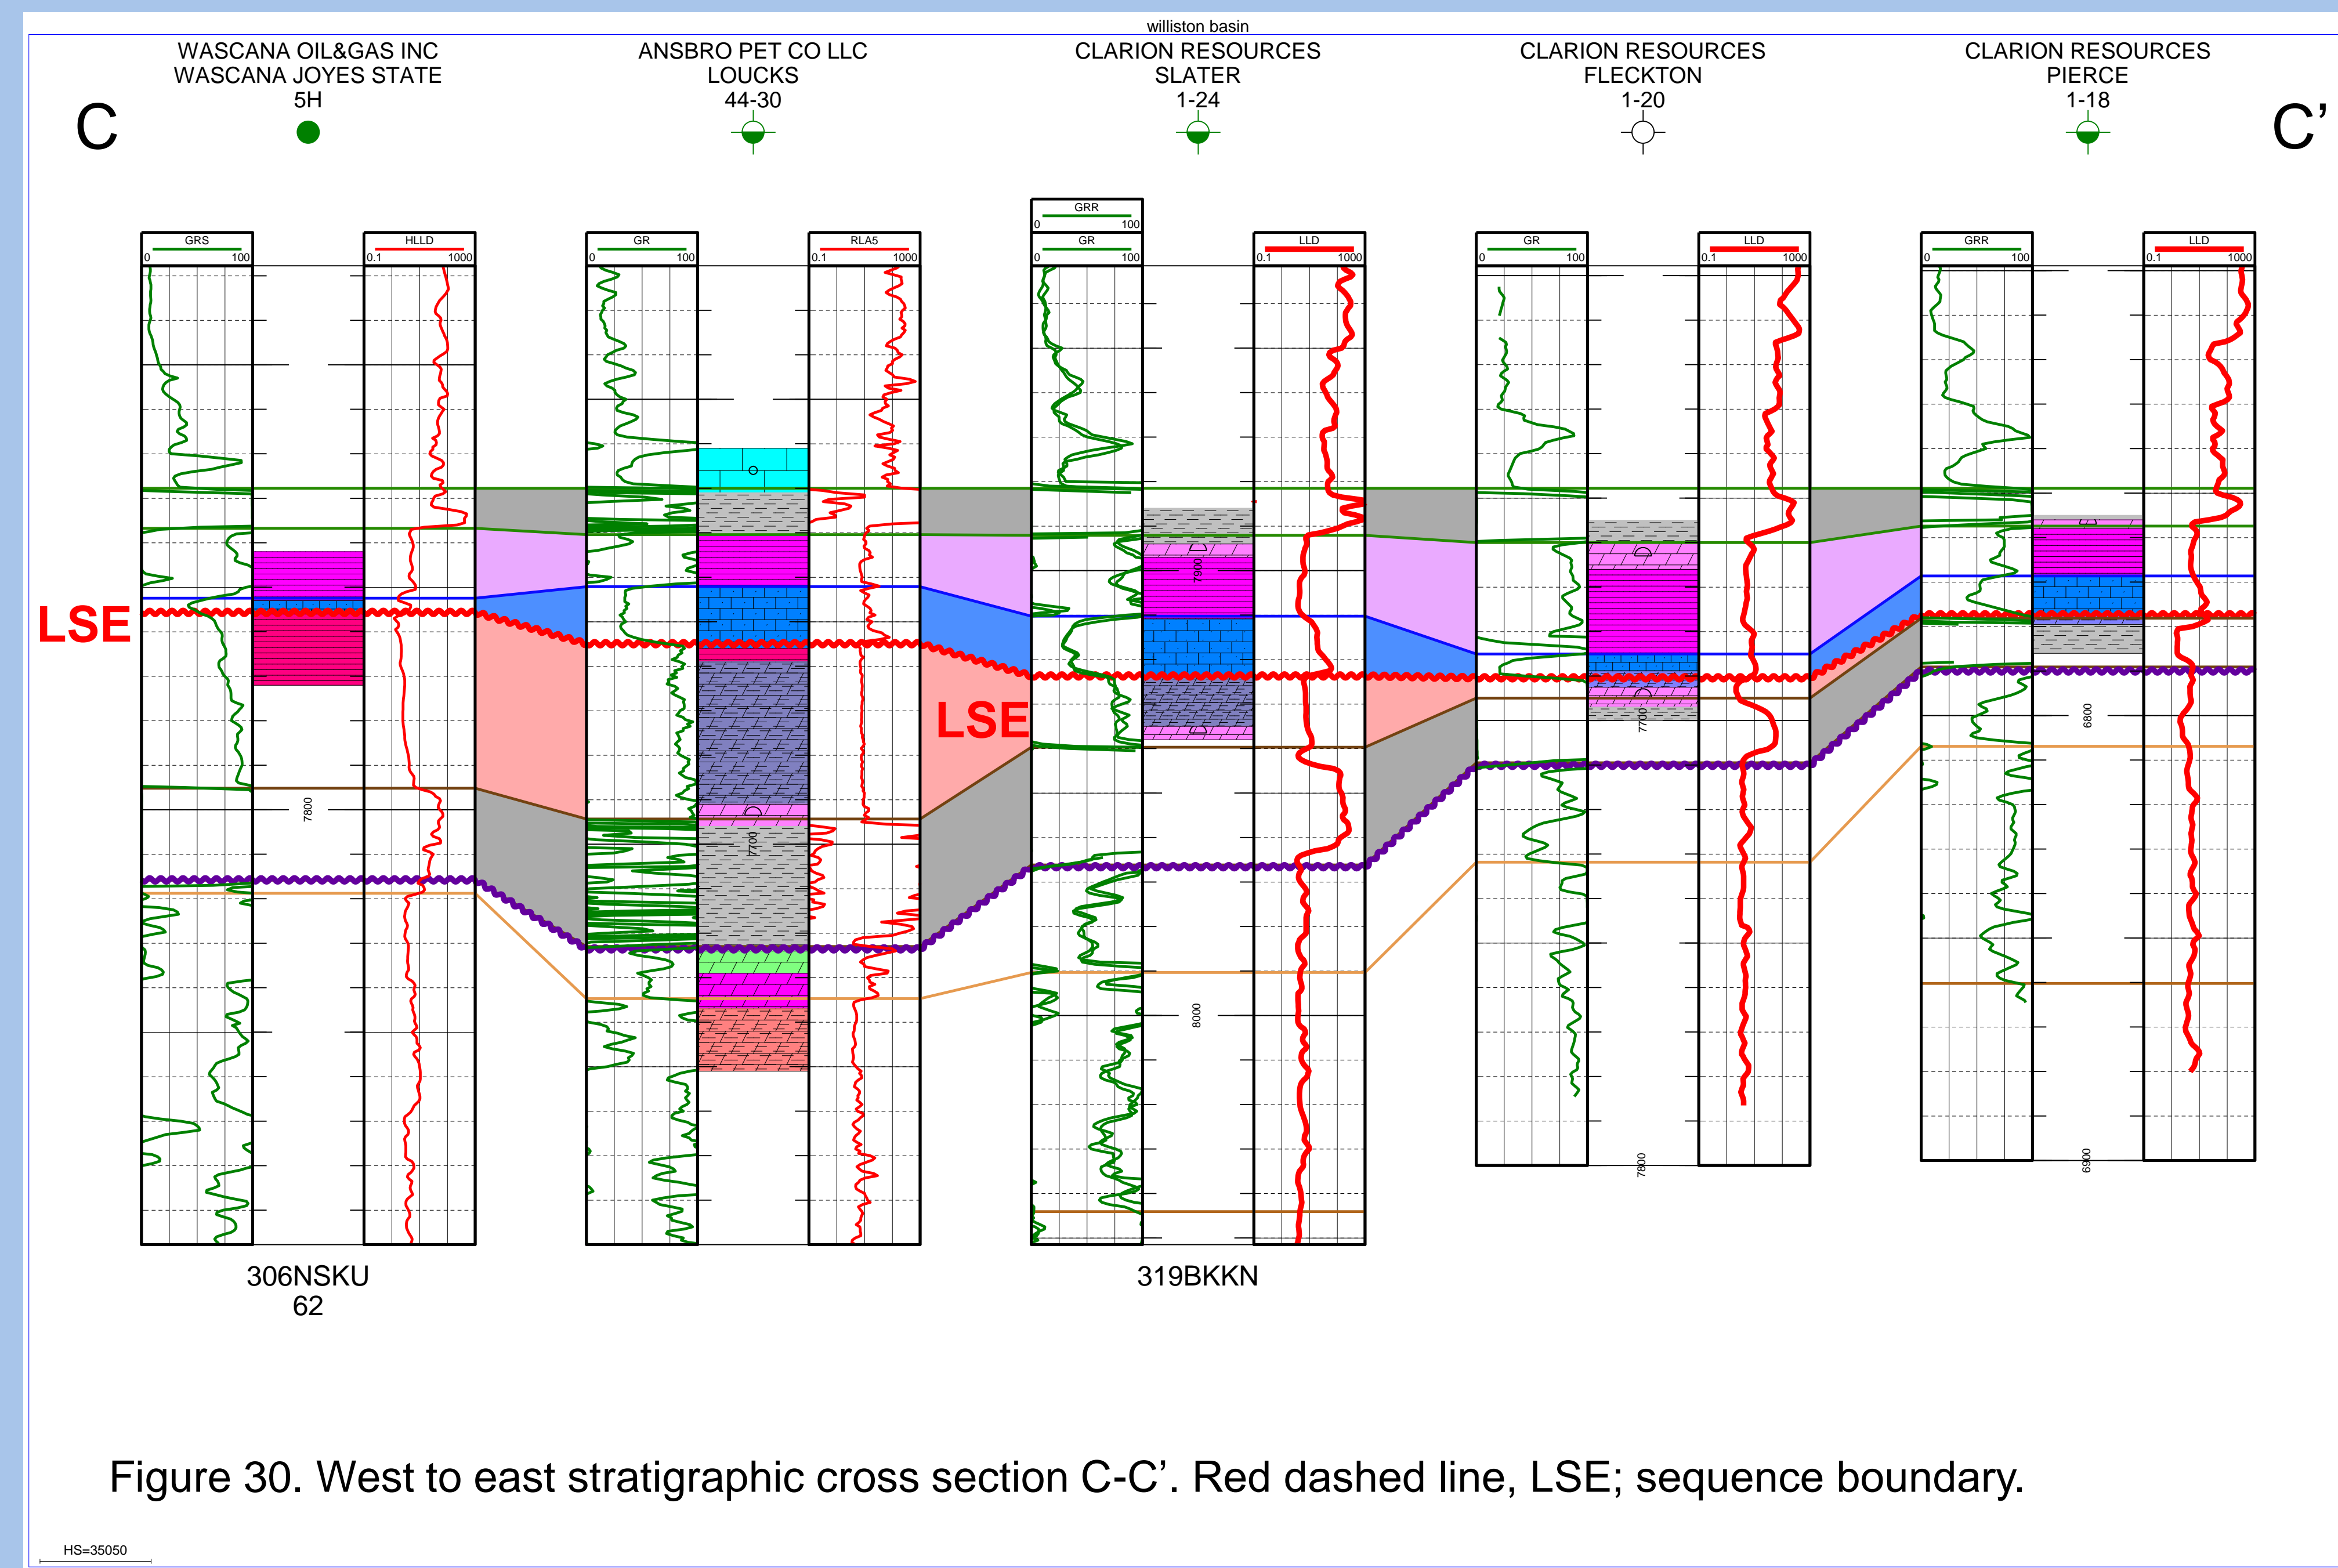 williston basin
WASCANA OIL&GAS INC
WASCANA JOYES STATE
5H
ANSBRO PET CO LLC
LOUCKS
44-30
CLARION RESOURCES
SLATER
1-24
CLARION RESOURCES
FLECKTON
1-20
CLARION RESOURCES
PIERCE
1-18
C
C’
GRR
0 100
GRS
0 100
HLLD
0.1 1000
GR
0 100
RLA5
0.1 1000
GR
0 100
LLD
0.1 1000
GR
0 100
LLD
0.1 1000
GRR
0 100
LLD
0.1 1000
LSE
LSE
7800
7700
7900
8000
7700
7800
6800
6900
306NSKU
62
319BKKN
Figure 30. West to east stratigraphic cross section C-C’. Red dashed line, LSE; sequence boundary.
HS=35050